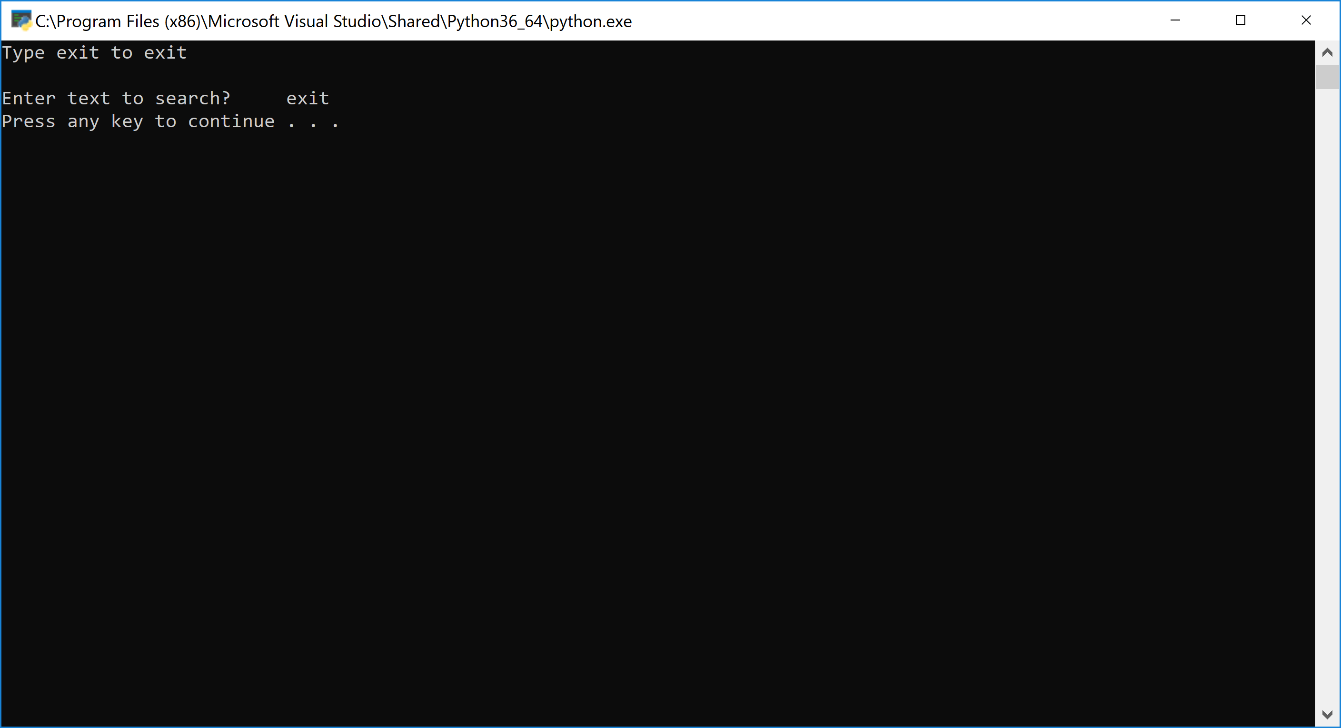 C:\Program Files (x86)\Microsoft Visual Studio\Shared\Python36_64\python.exe
Type exit to exit
Enter text to search?     exit
Press any key to continue . . .